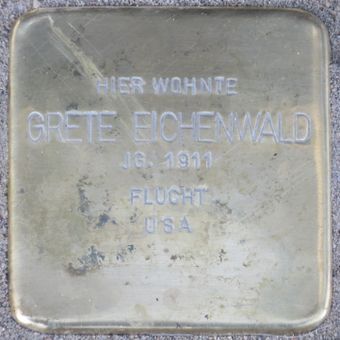 HIER WOHNTE
GRETE EICHENWALD
JG. 1911
FLUCHT
USA